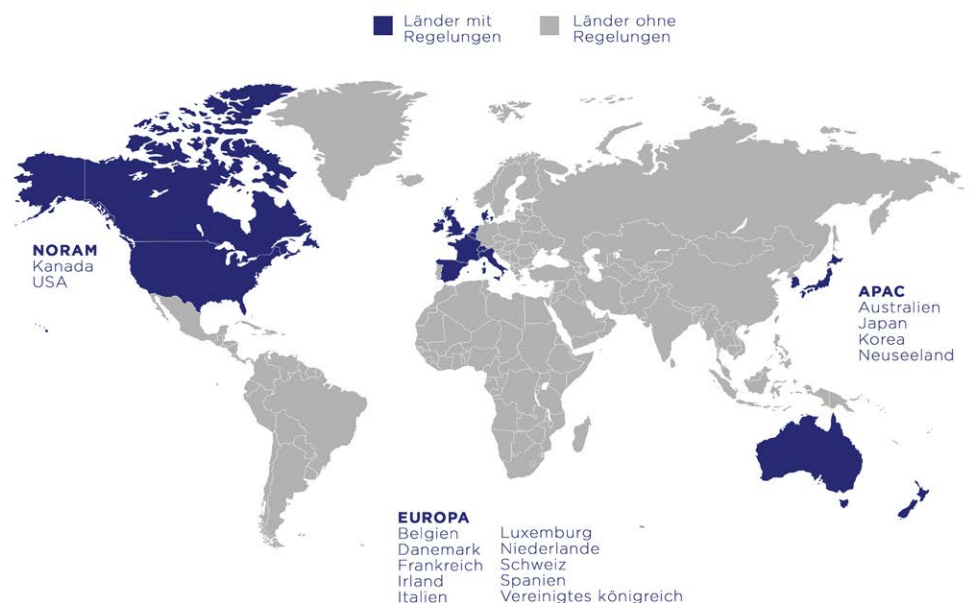 Länder mit
Regelungen
Länder ohne
Regelungen
NORAM
Kanada
USA
APAC
Australien
Japan
Korea
Neuseeland
EUROPA
Belgien
Danemark
Frankreich
Irland
Italien
Luxemburg
Niederlande
Schweiz
Spanien
Vereinigtes königreich